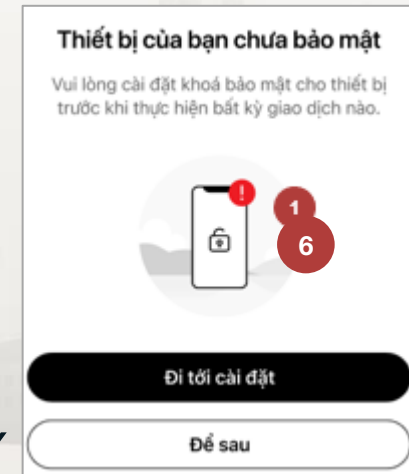 Thiết bị của bạn chưa bảo mật
Vui lòng cài đặt khoá bảo mật cho thiết bị
trước khi thực hiện bất kỳ giao dịch nào.
!
1
6
Đi tới cài đặt
Để sau